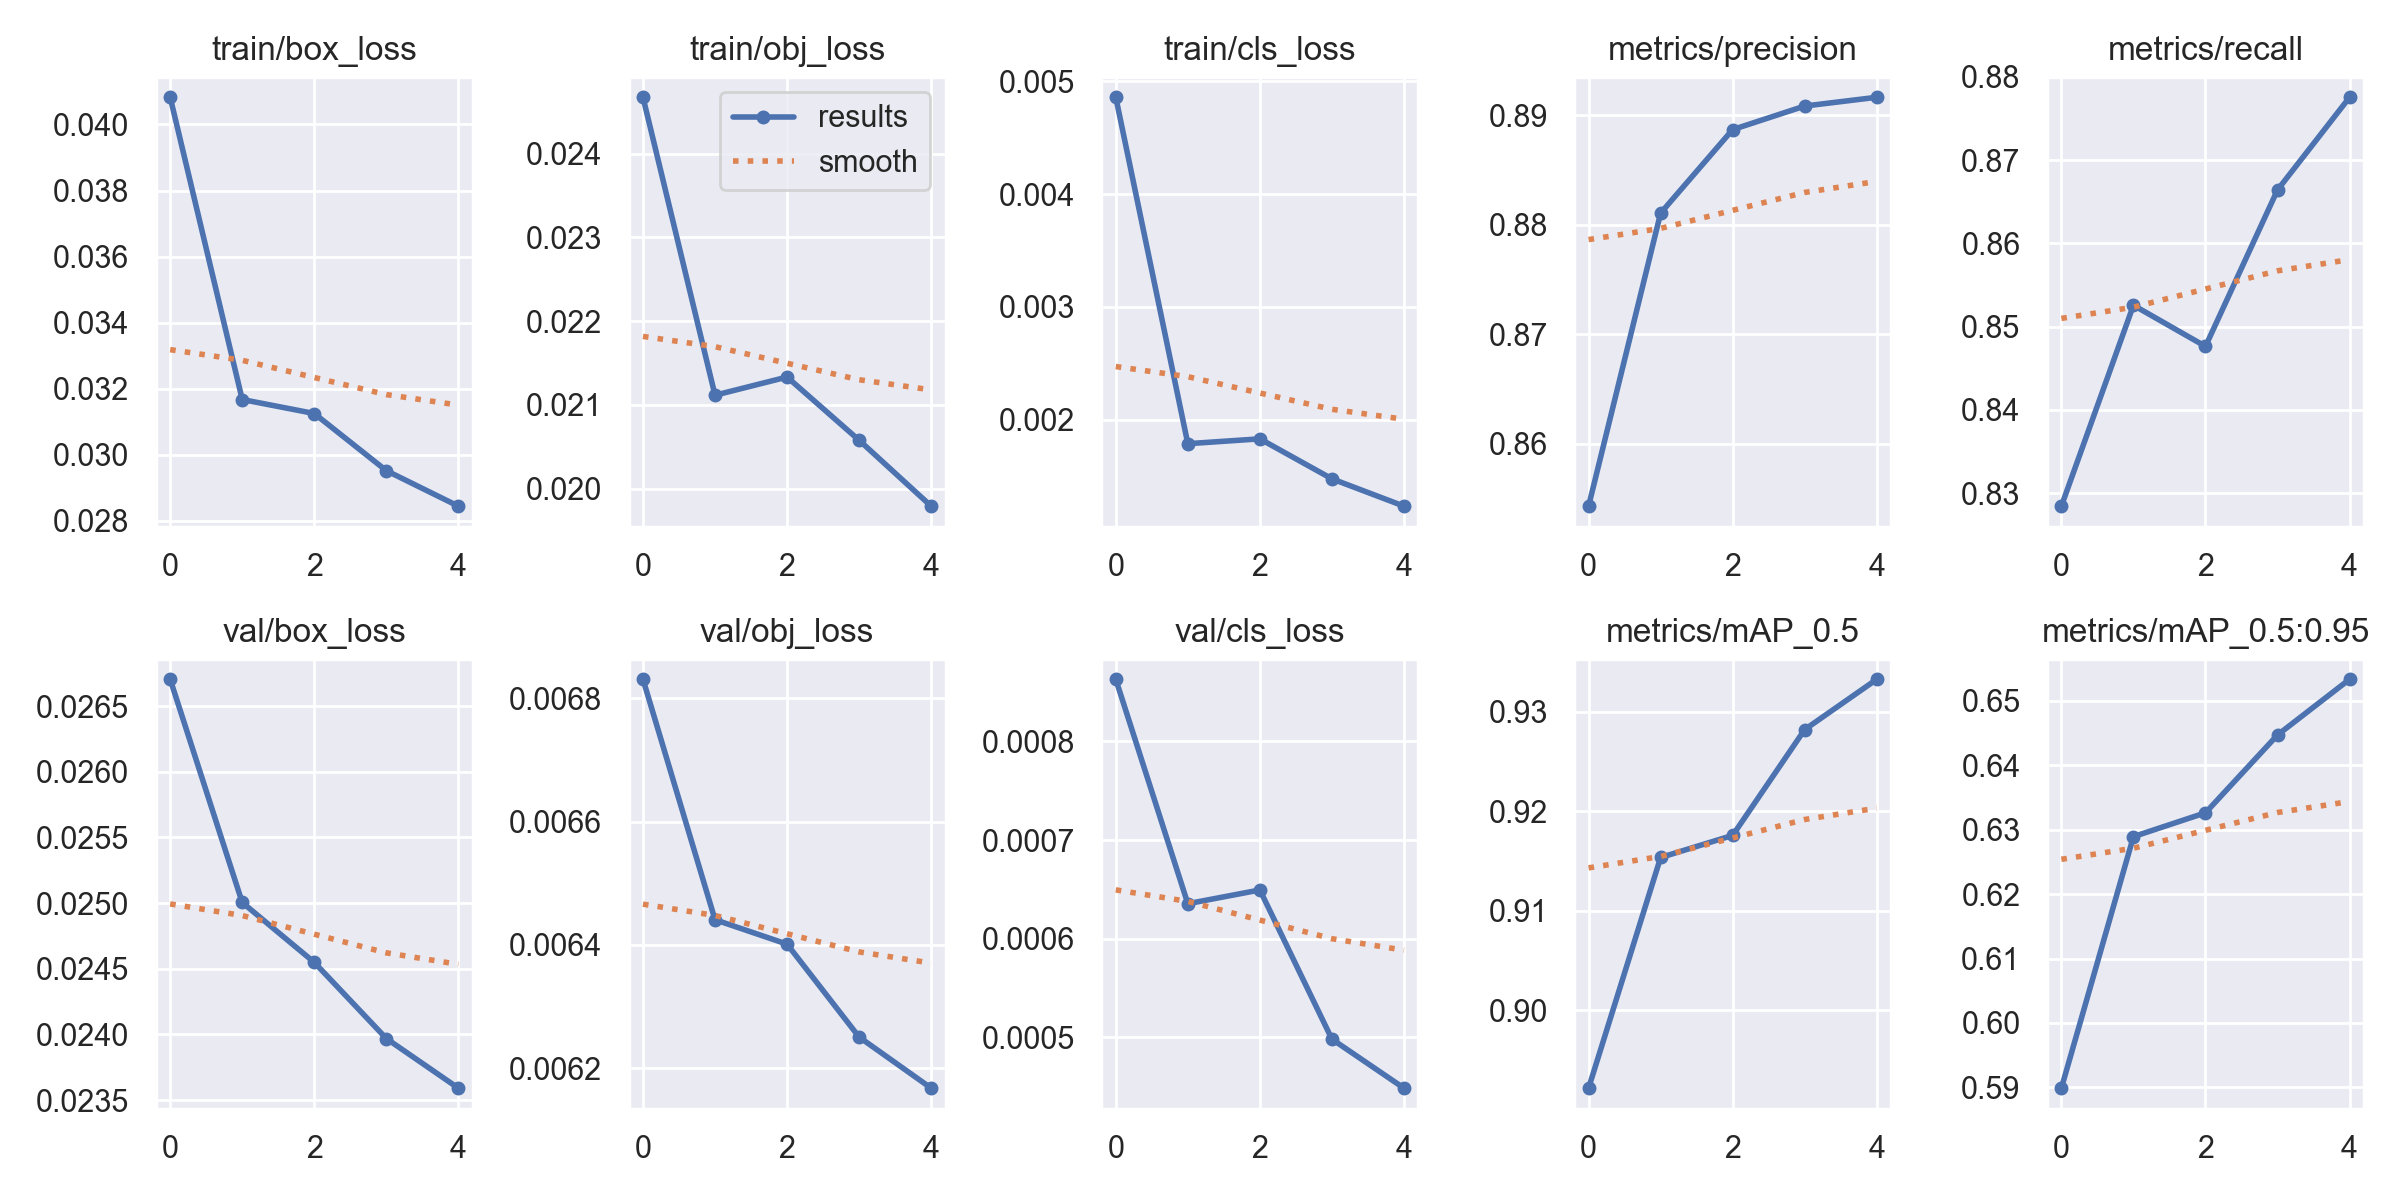 train/box_loss
0.040
0.038
0.036
0.034
0.032
0.030
0.028
0 2 4
train/obj_loss
results
smooth
0.024
0.023
0.022
0.021
0.020
0 2 4
train/cls_loss
0.005
0.004
0.003
0.002
0 2 4
metrics/precision
0.89
0.88
0.87
0.86
0 2 4
metrics/recall
0.88
0.87
0.86
0.85
0.84
0.83
0 2 4
val/box_loss
0.0265
0.0260
0.0255
0.0250
0.0245
0.0240
0.0235
0 2 4
val/obj_loss
0.0068
0.0066
0.0064
0.0062
0 2 4
val/cls_loss
0.0008
0.0007
0.0006
0.0005
0 2 4
metrics/mAP_0.5
0.93
0.92
0.91
0.90
0 2 4
metrics/mAP_0.5:0.95
0.65
0.64
0.63
0.62
0.61
0.60
0.59
0 2 4